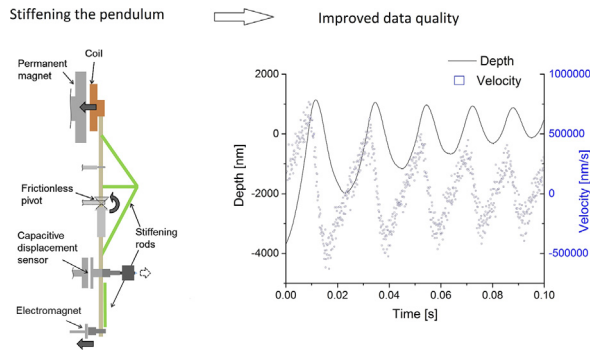 Stiffening the pendulum
Improved data quality
Coil
Permanent
magnet
Frictionless
pivot
Capacitive
displacement
sensor
Stiffening
rods
Electromagnet
Depth
Velocity
2000
0
-2000
-4000
Depth [nm]
1000000
500000
0
-500000
Velocity [nm/s]
0.00 0.02 0.04 0.06 0.08 0.10
Time [s]